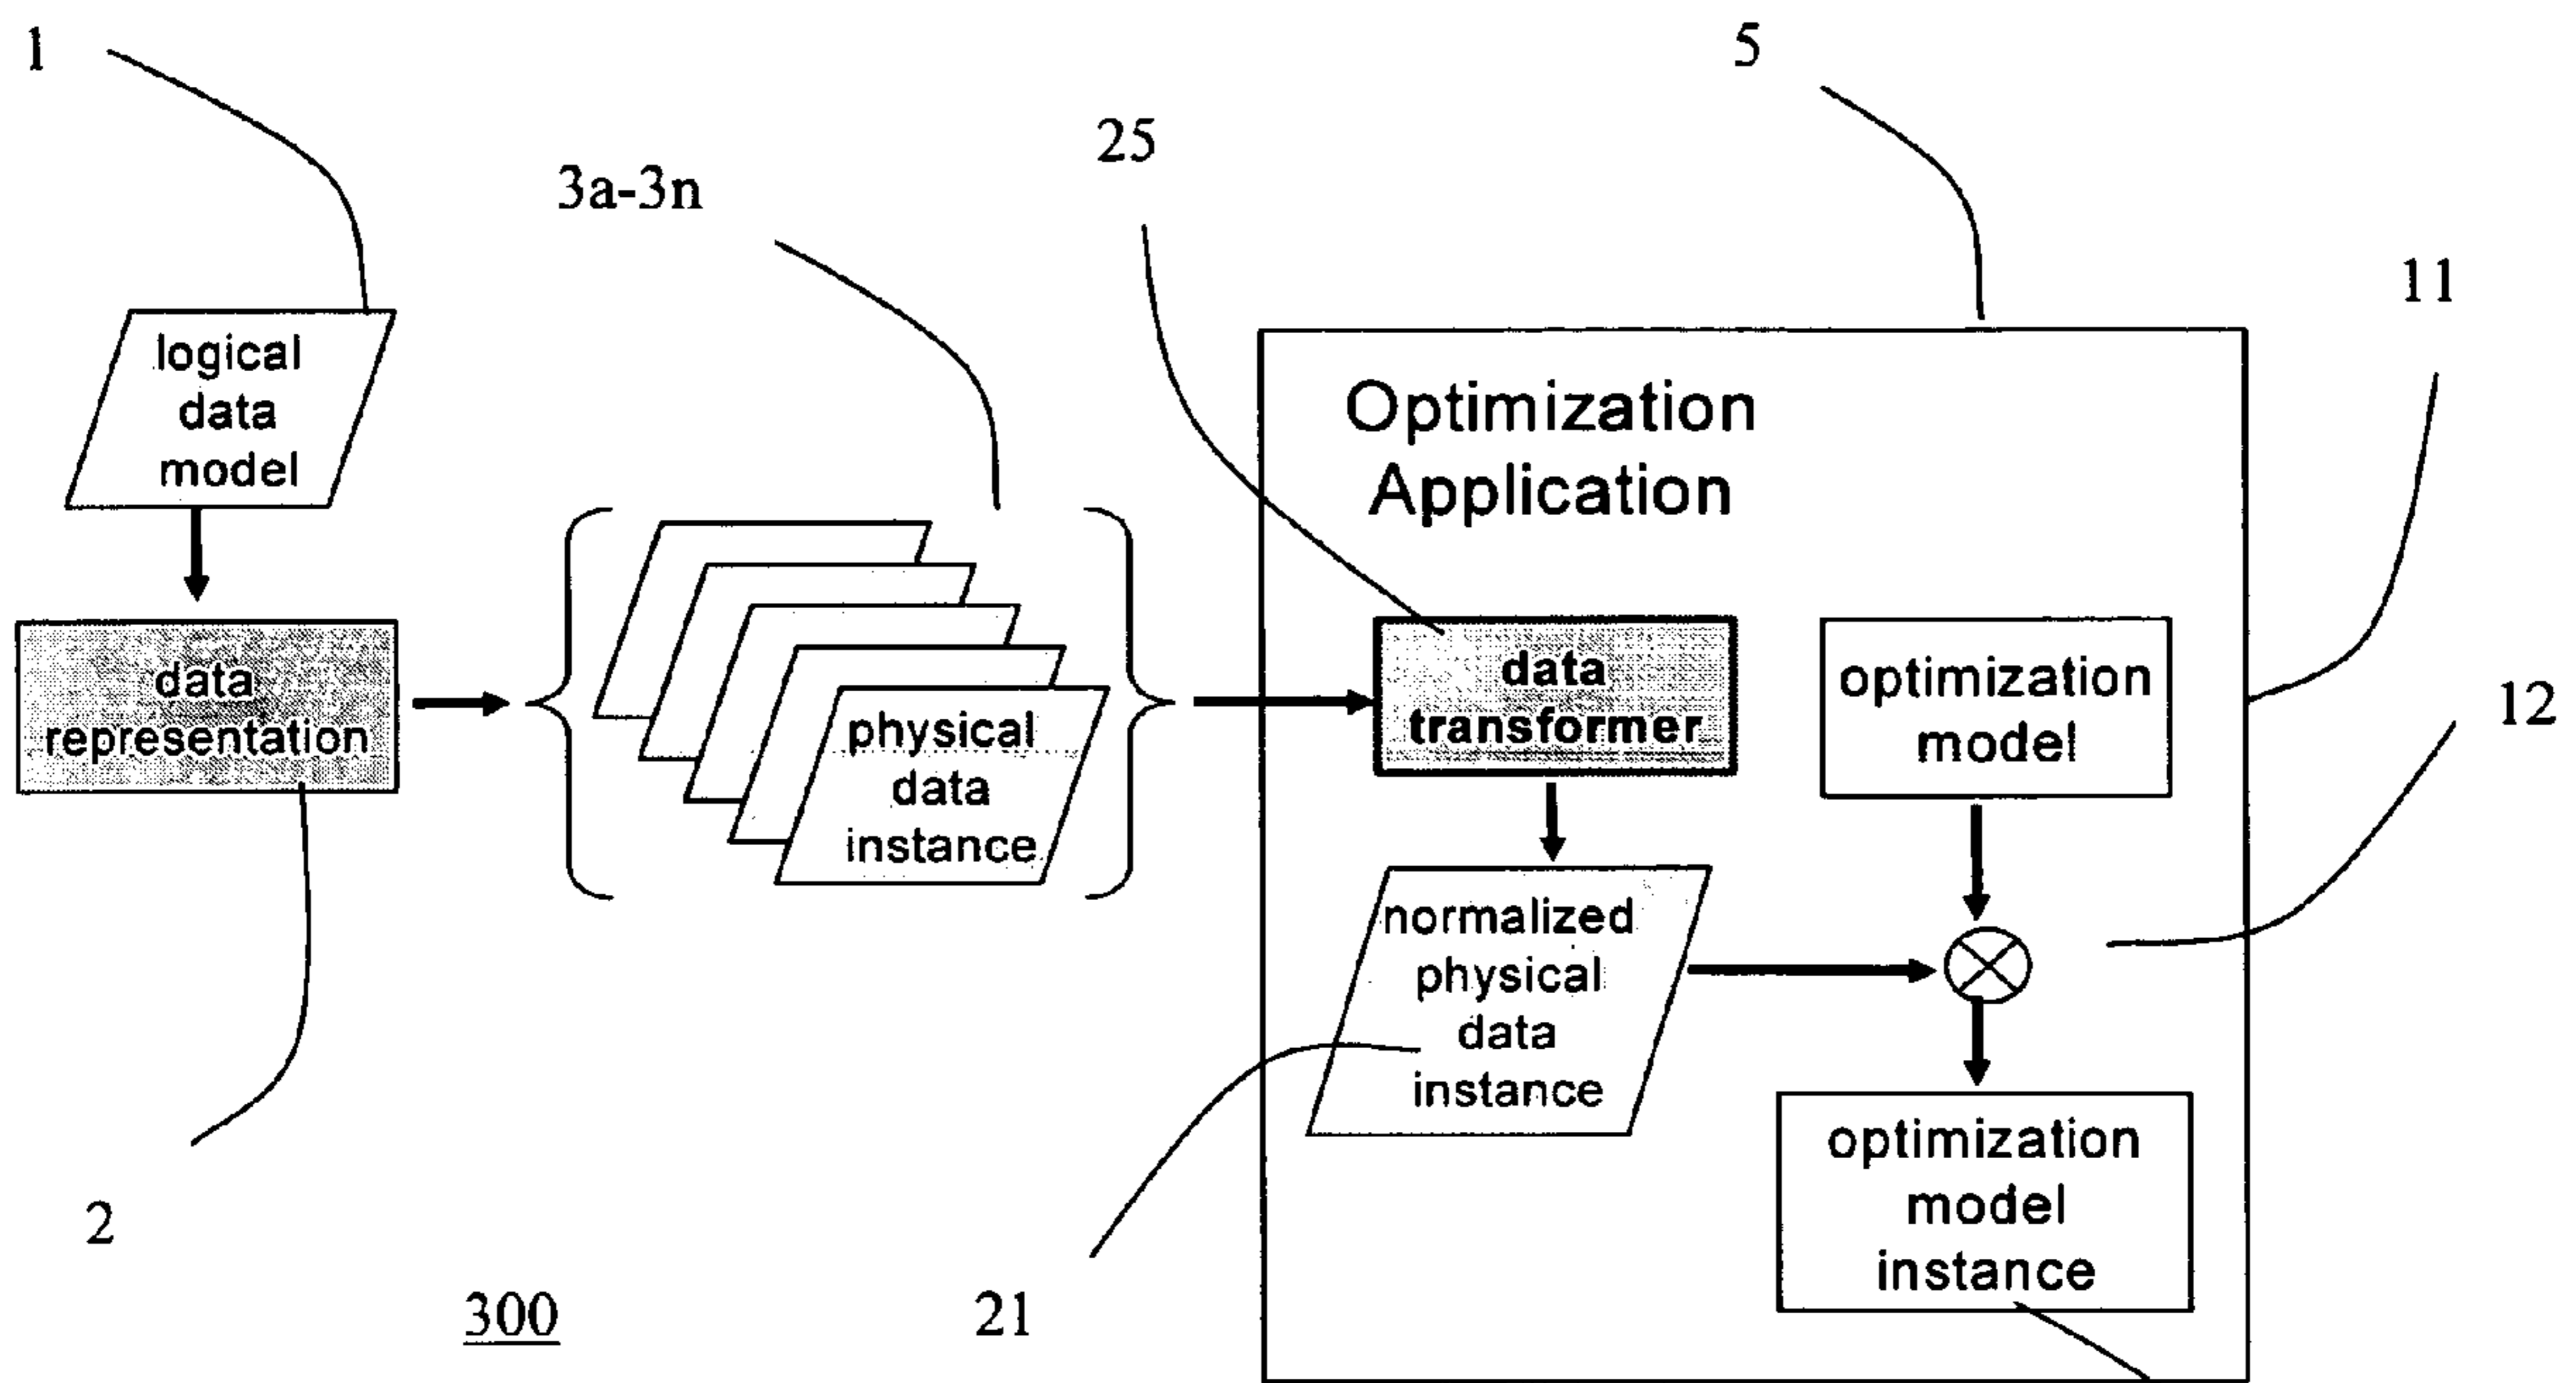 1
5
25
3a-3n
11
logical
data
model
Optimization
Application
data
representation
physical
data
instance
data
transformer
optimization
model
12
normalized
physical
data
instance
optimization
model
instance
2
300
21